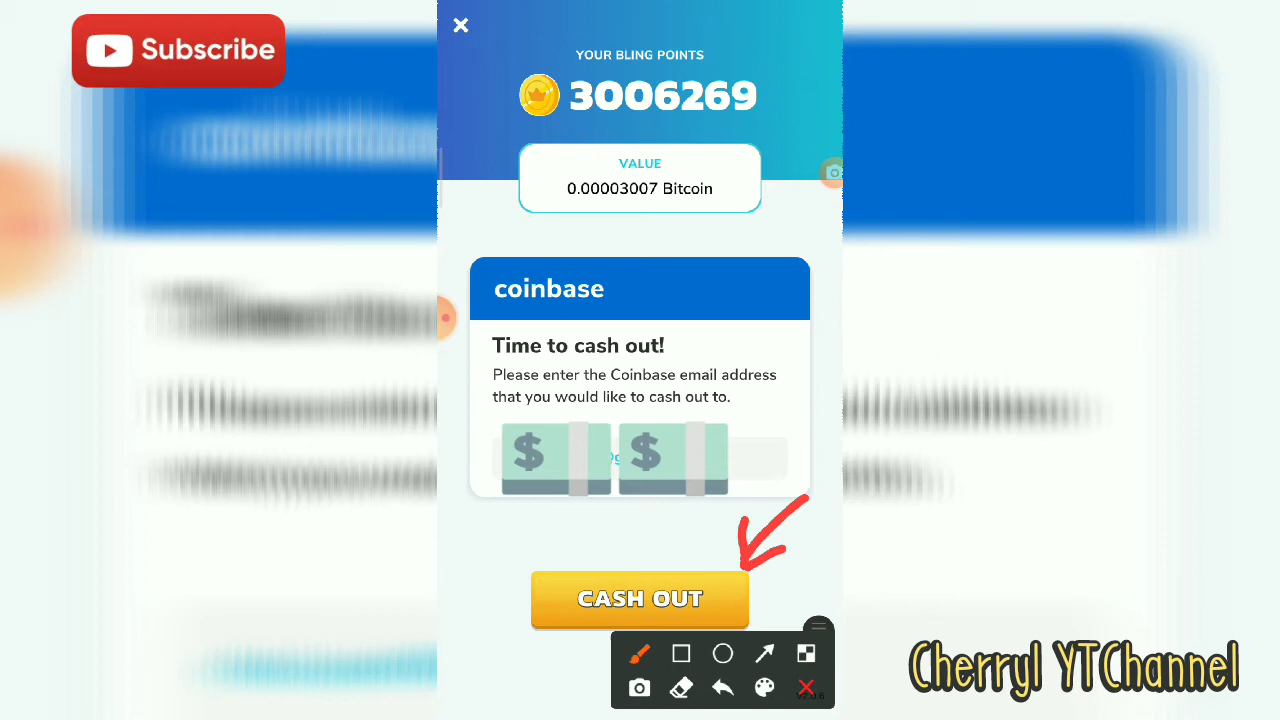 Subscribe
YOUR BLING POINTS
3006269
VALUE
0.00003007 Bitcoin
coinbase
Time to cash out!
Please enter the Coinbase email address
that you would like to cash out to.
$ $
CASH OUT
Cherryl YTChannel